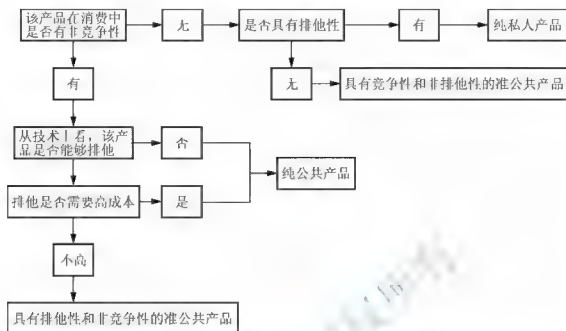 该产品在消费中
是否有非竞争性
无
是否具有排他性
有
纯私人产品
无
具有竞争性和非排他性的准公共产品
有
从技术上看，该产
品是否能够排他
否
纯公共产品
排他是否需要高成本
是
不高
具有排他性和非竞争性的准公共产品